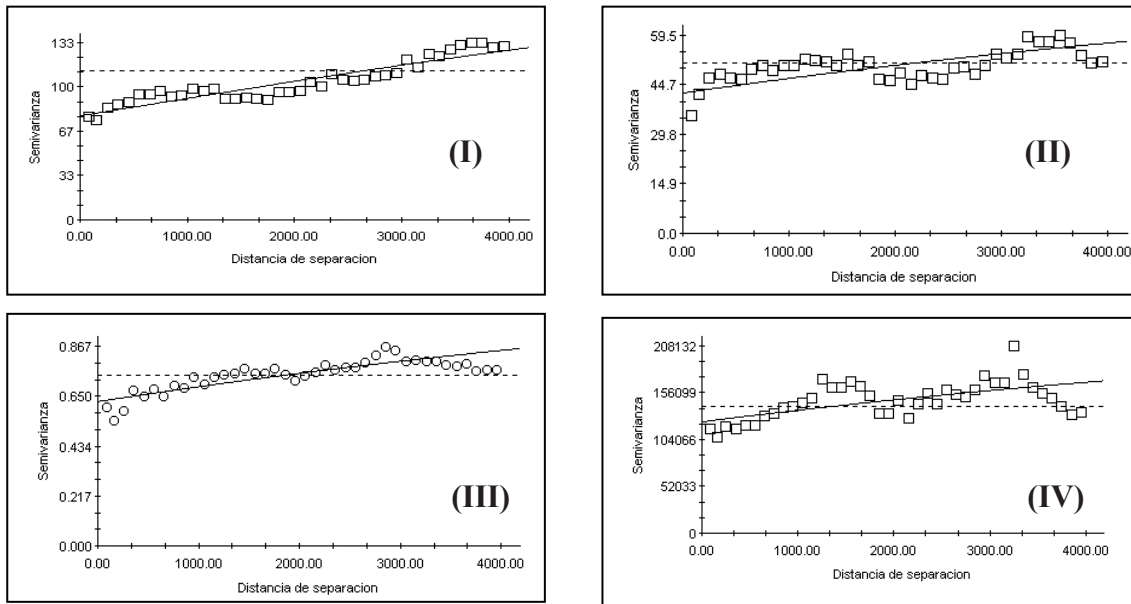 133
100
67
33
0
Semivarianza
0.00 1000.00 2000.00 3000.00 4000.00
Distancia de separacion
(I)
59.5
44.7
29.8
14.9
0.0
Semivarianza
0.00 1000.00 2000.00 3000.00 4000.00
Distancia de separacion
(II)
0.867
0.650
0.434
0.217
0.000
Semivarianza
0.00 1000.00 2000.00 3000.00 4000.00
Distancia de separacion
(III)
208132
156099
104066
52033
0
Semivarianza
0.00 1000.00 2000.00 3000.00 4000.00
Distancia de separacion
(IV)